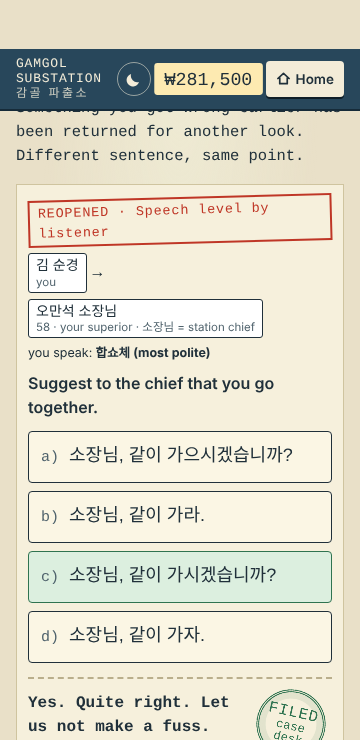 GAMGOL
SUBSTATION
감골 파출소
₩281,500
Home
been returned for another look.
Different sentence, same point.
REOPENED · Speech level by
listener
김 순경
you
→
오만석 소장님
58 · your superior · 소장님 = station chief
you speak: 합쇼체 (most polite)
Suggest to the chief that you go
together.
a) 소장님, 같이 가으시겠습니까?
b) 소장님, 같이 가라.
c) 소장님, 같이 가시겠습니까?
d) 소장님, 같이 가자.
Yes. Quite right. Let
us not make a fuss.
FILED
case
desk